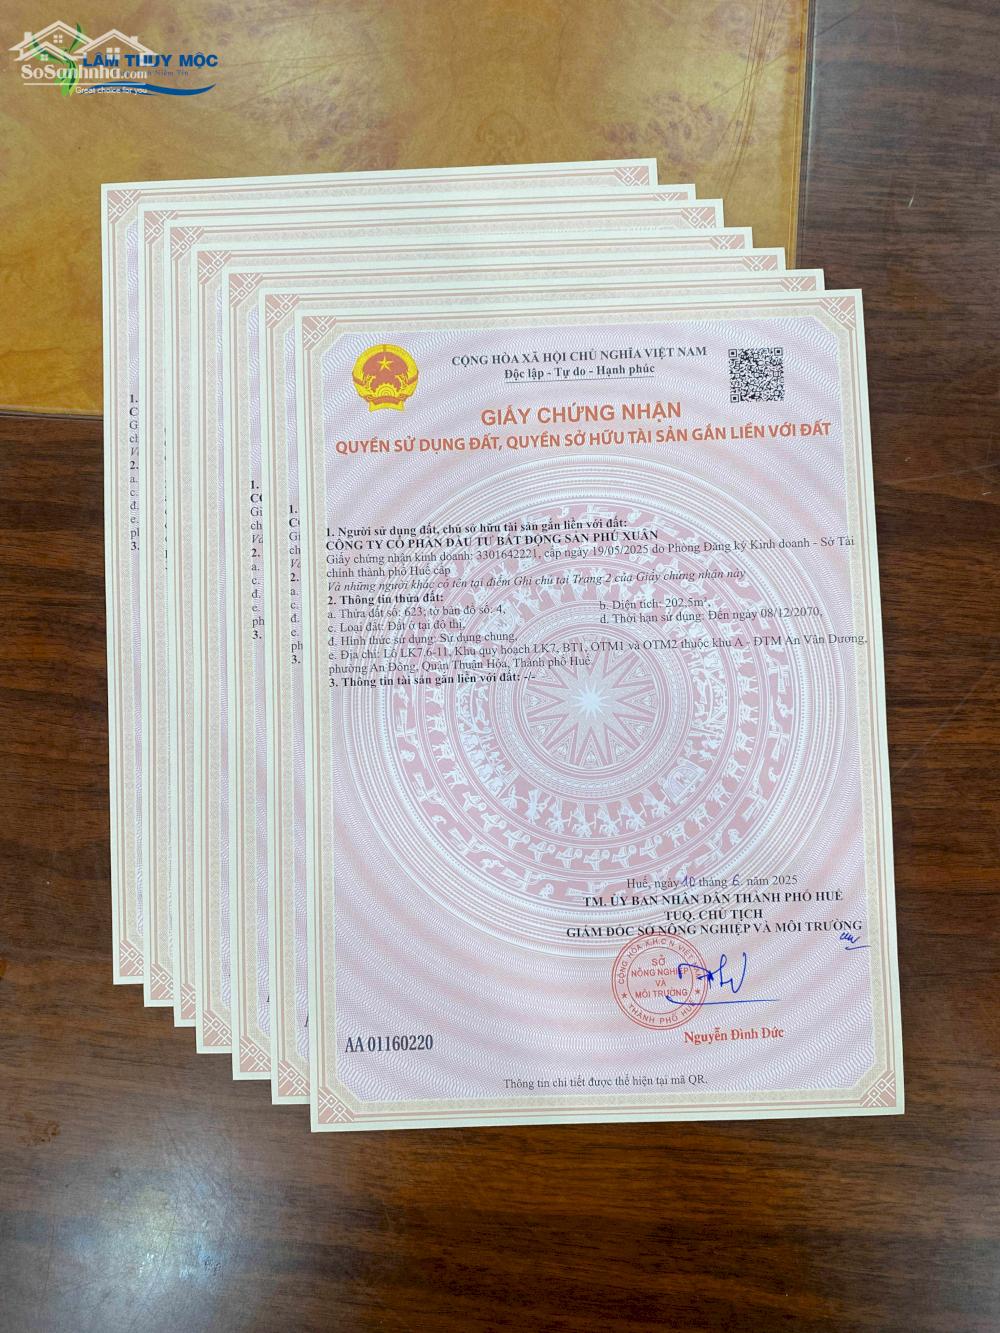 LÂM THỦY MỘC
SoSanhnha.com
Niềm Tin
Great choice for you
CỘNG HÒA XÃ HỘI CHỦ NGHĨA VIỆT NAM
Độc lập - Tự do - Hạnh phúc
GIẤY CHỨNG NHẬN
QUYỀN SỬ DỤNG ĐẤT, QUYỀN SỞ HỮU TÀI SẢN GẮN LIỀN VỚI ĐẤT
1. Người sử dụng đất, chủ sở hữu tài sản gắn liền với đất:
CÔNG TY CỔ PHẦN ĐẦU TƯ BẤT ĐỘNG SẢN PHÚ XUÂN
Giấy chứng nhận kinh doanh: 3301642221, cấp ngày 19/05/2025 do Phòng Đăng ký Kinh doanh - Sở Tài
chính thành phố Huế cấp
Và những người khác có tên tại điểm Ghi chú tại Trang 2 của Giấy chứng nhận này
2. Thông tin thửa đất:
a. Thửa đất số: 623; tờ bản đồ số: 4, b. Diện tích: 202,5m²,
c. Loại đất: Đất ở tại đô thị, d. Thời hạn sử dụng: Đến ngày 08/12/2070,
đ. Hình thức sử dụng: Sử dụng chung,
e. Địa chỉ: Lô LK7.6-11, Khu quy hoạch LK7, BT1, OTM1 và OTM2 thuộc khu A - ĐTM An Vân Dương,
phường An Đông, Quận Thuận Hóa, Thành phố Huế
3. Thông tin tài sản gắn liền với đất: -/-
Huế, ngày 10 tháng 6 năm 2025
TM. ỦY BAN NHÂN DÂN THÀNH PHỐ HUẾ
TUQ. CHỦ TỊCH
GIÁM ĐỐC SỞ NÔNG NGHIỆP VÀ MÔI TRƯỜNG
CỘNG HÒA X.H.C.N VIỆT NAM
SỞ
NÔNG NGHIỆP
VÀ
MÔI TRƯỜNG
THÀNH PHỐ HUẾ
Nguyễn Đình Đức
AA 01160220
Thông tin chi tiết được thể hiện tại mã QR.